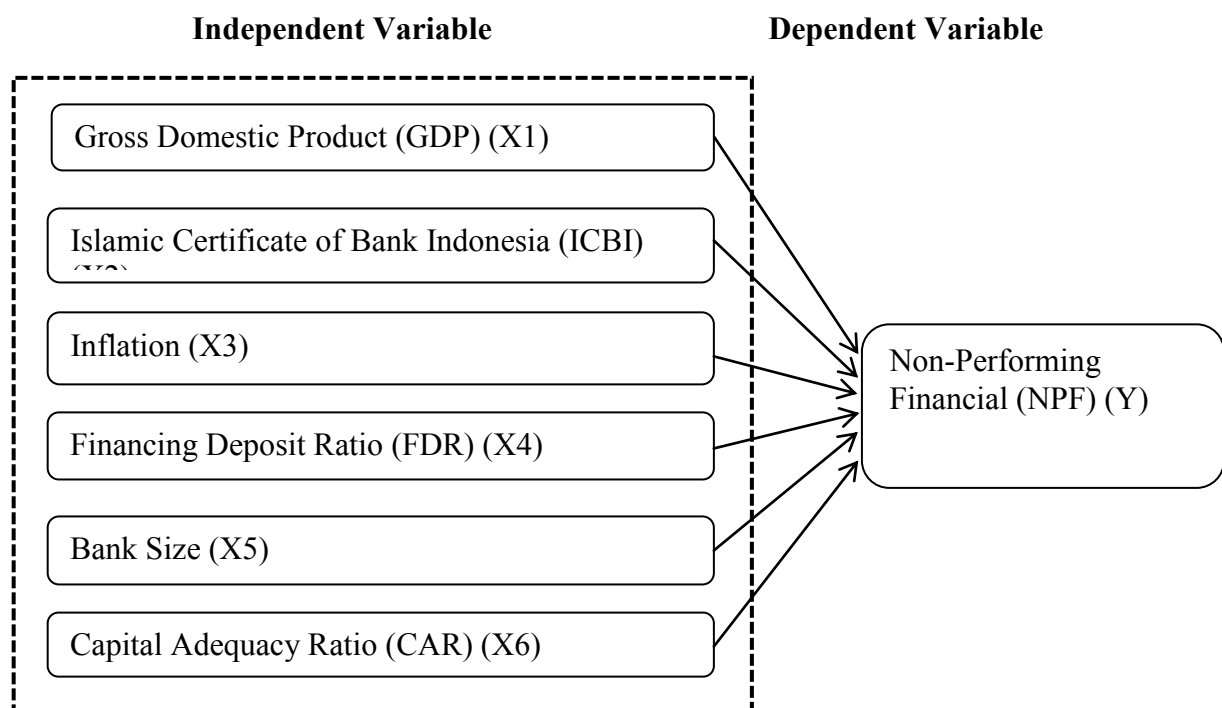 Independent Variable
Dependent Variable
Gross Domestic Product (GDP) (X1)
Islamic Certificate of Bank Indonesia (ICBI)
Inflation (X3)
Financing Deposit Ratio (FDR) (X4)
Bank Size (X5)
Capital Adequacy Ratio (CAR) (X6)
Non-Performing
Financial (NPF) (Y)